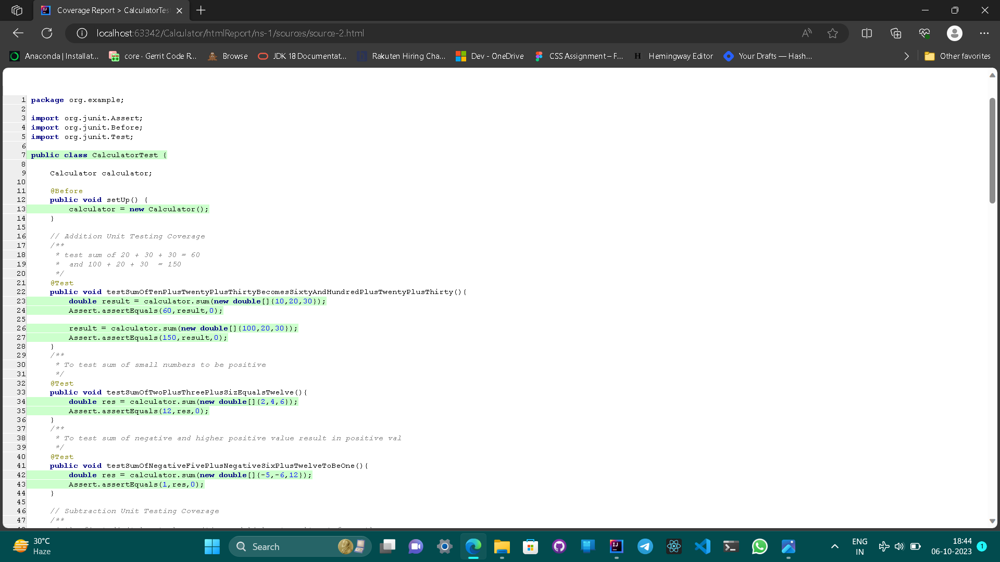 Coverage Report > CalculatorTes
localhost:63342/Calculator/htmlReport/ns-1/sources/source-2.html
Anaconda | Installat... core · Gerrit Code R... Browse JDK 18 Documentat... Rakuten Hiring Cha... Dev - OneDrive CSS Assignment – F... H Hemingway Editor Your Drafts — Hash... Other favorites
1 package org.example;
2
3 import org.junit.Assert;
4 import org.junit.Before;
5 import org.junit.Test;
6
7 public class CalculatorTest {
8
9     Calculator calculator;
10
11     @Before
12     public void setUp() {
13         calculator = new Calculator();
14     }
15
16     // Addition Unit Testing Coverage
17     /**
18      * test sum of 20 + 30 + 30 = 60
19      *  and 100 + 20 + 30  = 150
20      */
21     @Test
22     public void testSumOfTenPlusTwentyPlusThirtyBecomesSixtyAndHundredPlusTwentyPlusThirty(){
23         double result = calculator.sum(new double[]{10,20,30});
24         Assert.assertEquals(60,result,0);
25
26         result = calculator.sum(new double[]{100,20,30});
27         Assert.assertEquals(150,result,0);
28     }
29     /**
30      * To test sum of small numbers to be positive
31      */
32     @Test
33     public void testSumOfTwoPlusThreePlusSizEqualsTwelve(){
34         double res = calculator.sum(new double[]{2,4,6});
35         Assert.assertEquals(12,res,0);
36     }
37     /**
38      * To test sum of negative and higher positive value result in positive val
39      */
40     @Test
41     public void testSumOfNegativeFivePlusNegativeSixPlusTwelveToBeOne(){
42         double res = calculator.sum(new double[]{-5,-6,12});
43         Assert.assertEquals(1,res,0);
44     }
45
46     // Subtraction Unit Testing Coverage
47     /**
30°C
Haze
Search
ENG
IN
18:44
06-10-2023
1